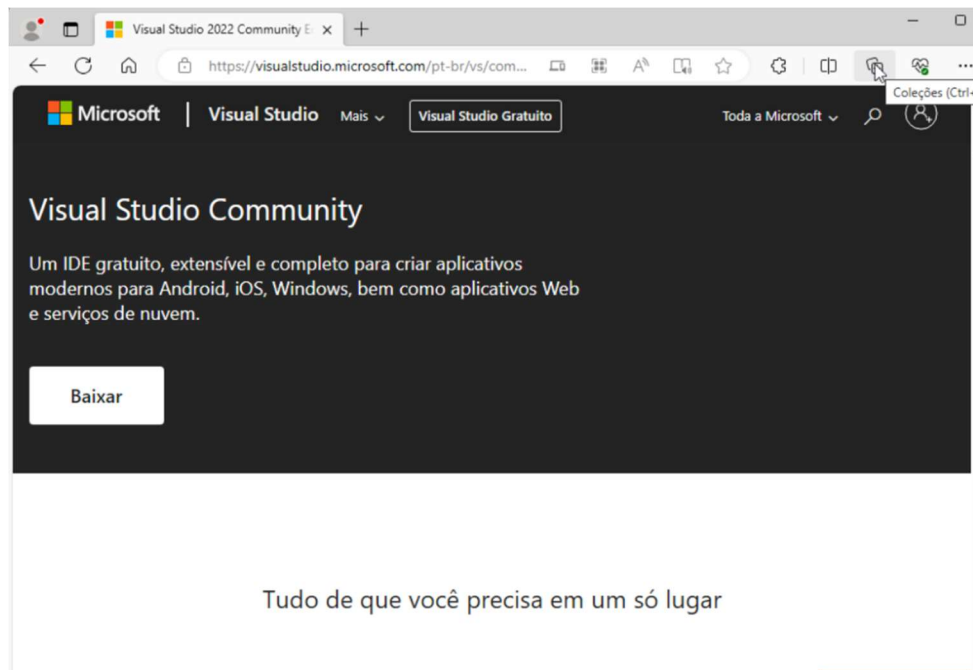 Visual Studio 2022 Community E
https://visualstudio.microsoft.com/pt-br/vs/com...
Coleções (Ctrl+
Microsoft | Visual Studio Mais Visual Studio Gratuito Toda a Microsoft
Visual Studio Community
Um IDE gratuito, extensível e completo para criar aplicativos
modernos para Android, iOS, Windows, bem como aplicativos Web
e serviços de nuvem.
Baixar
Tudo de que você precisa em um só lugar